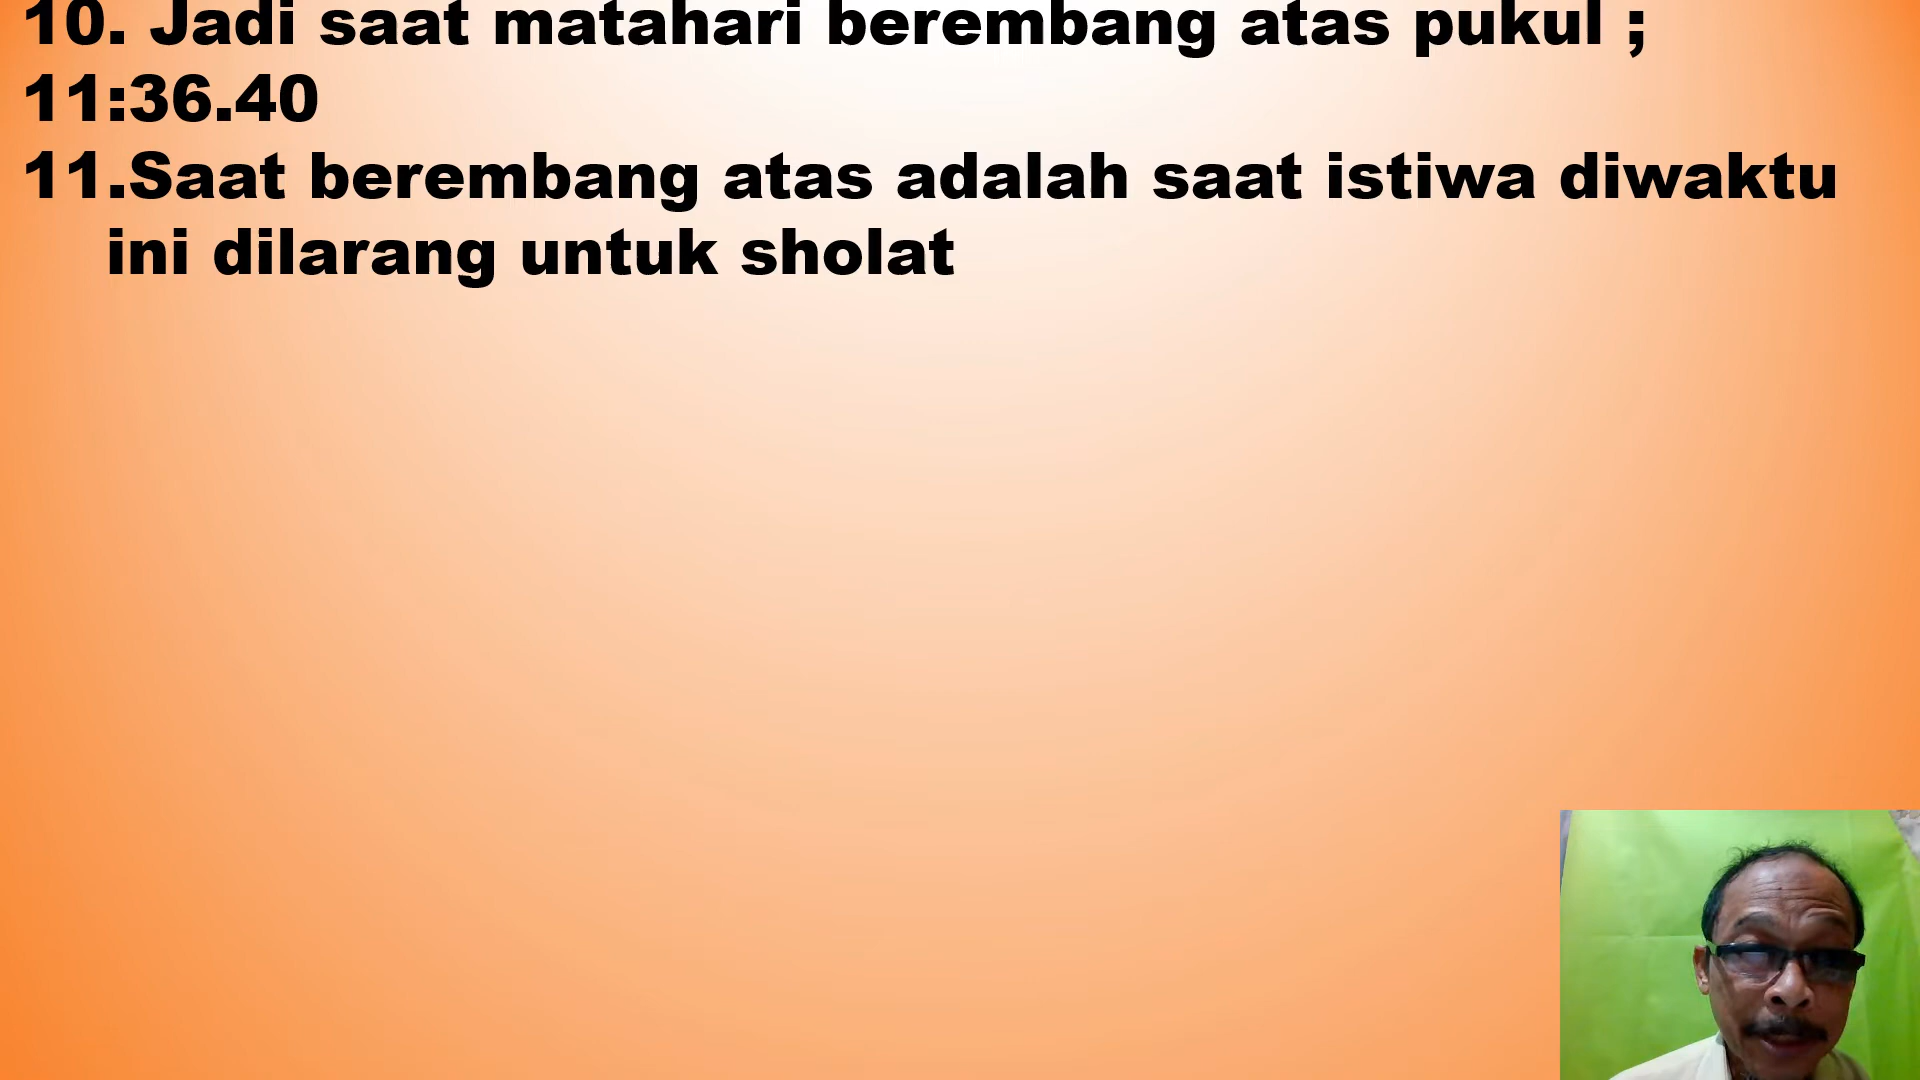 10. Jadi saat matahari berembang atas pukul ;
11:36.40
11.Saat berembang atas adalah saat istiwa diwaktu
ini dilarang untuk sholat